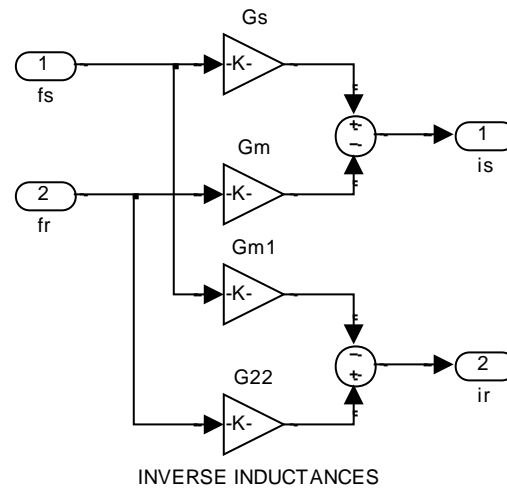 Gs
1
-K-
fs
+
-
1
is
Gm
2
-K-
fr
Gm1
-K-
-
+
2
ir
G22
-K-
INVERSE INDUCTANCES